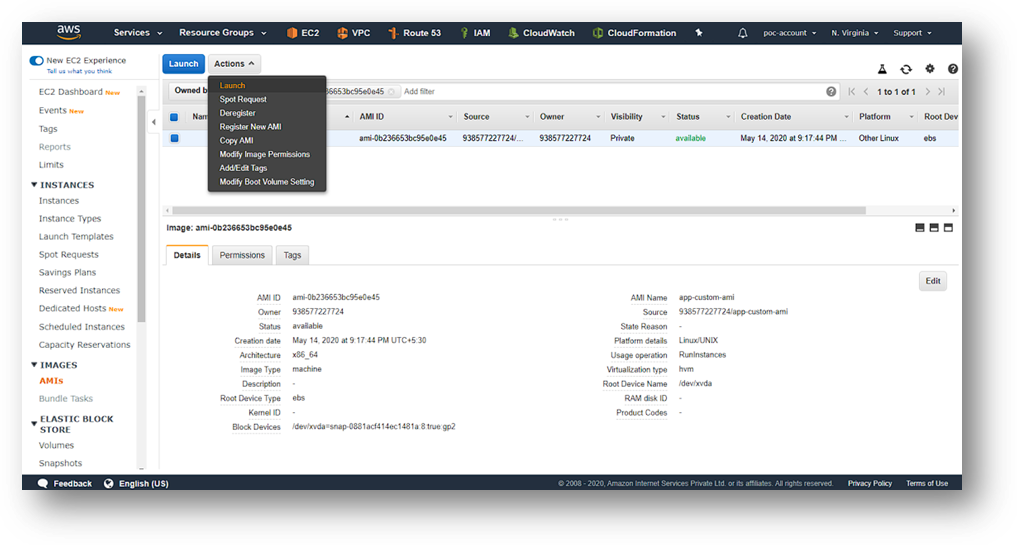 aws Services Resource Groups EC2 VPC Route 53 IAM CloudWatch CloudFormation poc-account N. Virginia Support
New EC2 Experience
Tell us what you think
EC2 Dashboard New
Events New
Tags
Reports
Limits
INSTANCES
Instances
Instance Types
Launch Templates
Spot Requests
Savings Plans
Reserved Instances
Dedicated Hosts New
Scheduled Instances
Capacity Reservations
IMAGES
AMIs
Bundle Tasks
ELASTIC BLOCK
STORE
Volumes
Snapshots
Launch Actions
Launch
Spot Request
Deregister
Register New AMI
Copy AMI
Modify Image Permissions
Add/Edit Tags
Modify Boot Volume Setting
Owned b 36653bc95e0e45 Add filter 1 to 1 of 1
Nam AMI ID Source Owner Visibility Status Creation Date Platform Root Dev
ami-0b236653bc95e0e45 938577227724/... 938577227724 Private available May 14, 2020 at 9:17:44 PM ... Other Linux ebs
Image: ami-0b236653bc95e0e45
Details Permissions Tags
Edit
AMI ID ami-0b236653bc95e0e45
Owner 938577227724
Status available
Creation date May 14, 2020 at 9:17:44 PM UTC+5:30
Architecture x86_64
Image Type machine
Description -
Root Device Type ebs
Kernel ID -
Block Devices /dev/xvda=snap-0881acf414ec1481a:8:true:gp2
AMI Name app-custom-ami
Source 938577227724/app-custom-ami
State Reason -
Platform details Linux/UNIX
Usage operation RunInstances
Virtualization type hvm
Root Device Name /dev/xvda
RAM disk ID -
Product Codes -
Feedback English (US) © 2008 - 2020, Amazon Internet Services Private Ltd. or its affiliates. All rights reserved. Privacy Policy Terms of Use